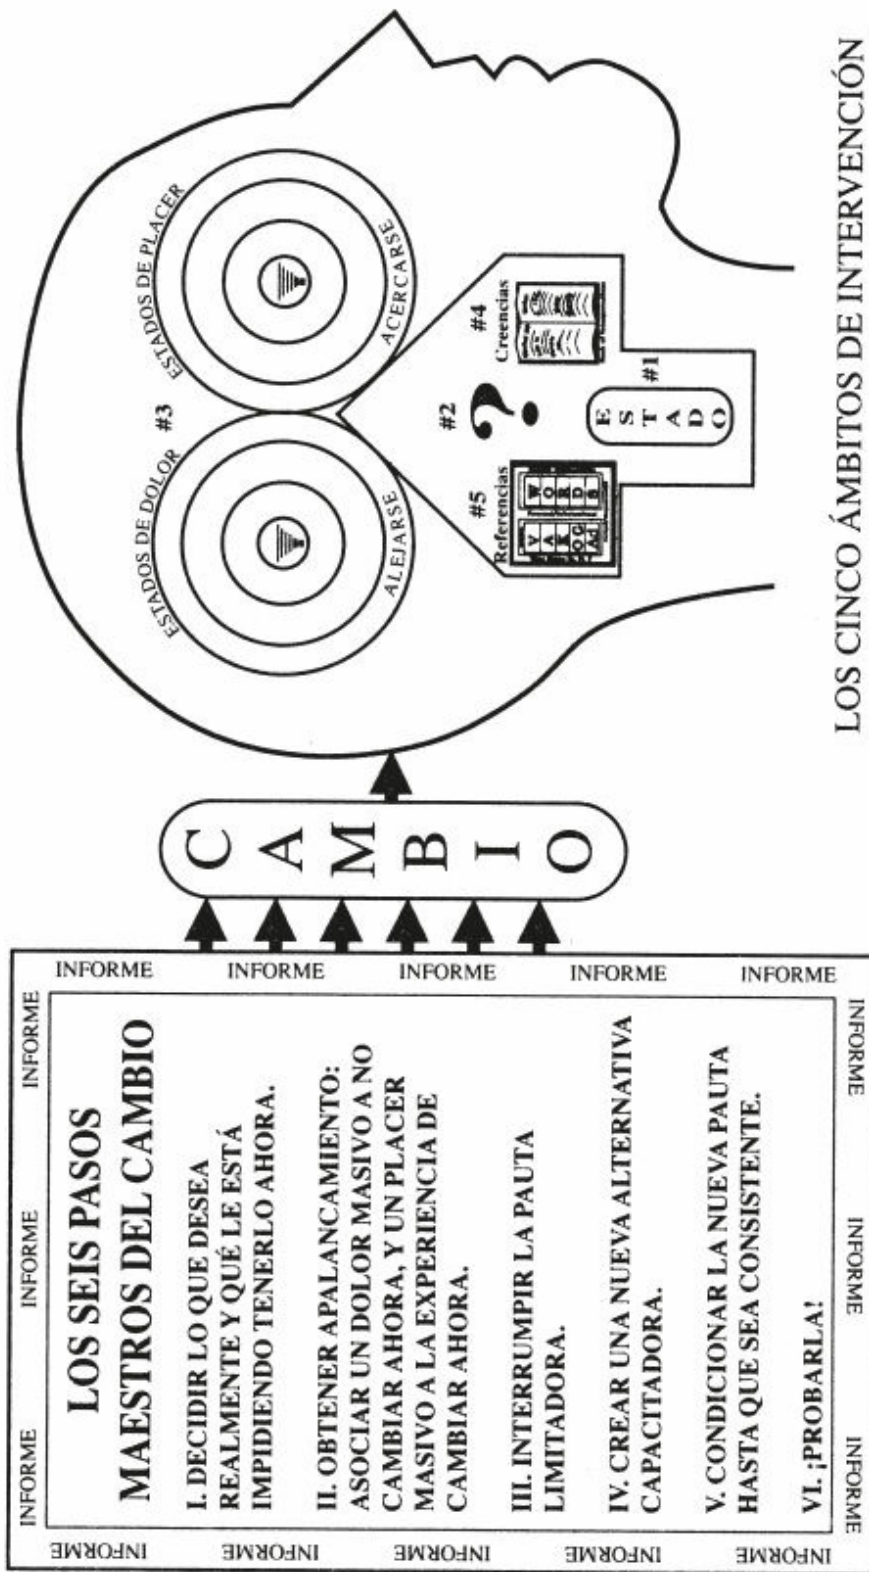 INFORME INFORME INFORME
INFORME
INFORME
INFORME
INFORME
INFORME
LOS SEIS PASOS
MAESTROS DEL CAMBIO
I. DECIDIR LO QUE DESEA
REALMENTE Y QUÉ LE ESTÁ
IMPIDIENDO TENERLO AHORA.
II. OBTENER APALANCAMIENTO:
ASOCIAR UN DOLOR MASIVO A NO
CAMBIAR AHORA, Y UN PLACER
MASIVO A LA EXPERIENCIA DE
CAMBIAR AHORA.
III. INTERRUMPIR LA PAUTA
LIMITADORA.
IV. CREAR UNA NUEVA ALTERNATIVA
CAPACITADORA.
V. CONDICIONAR LA NUEVA PAUTA
HASTA QUE SEA CONSISTENTE.
VI. ¡PROBARLA!
INFORME
INFORME
INFORME
INFORME
INFORME
INFORME INFORME INFORME
CAMBIO
ESTADOS DE DOLOR
ALEJARSE
#3
ESTADOS DE PLACER
ACERCARSE
#2
?
#5
Referencias
WORDS
#4
Creencias
ESTADO
#1
LOS CINCO ÁMBITOS DE INTERVENCIÓN